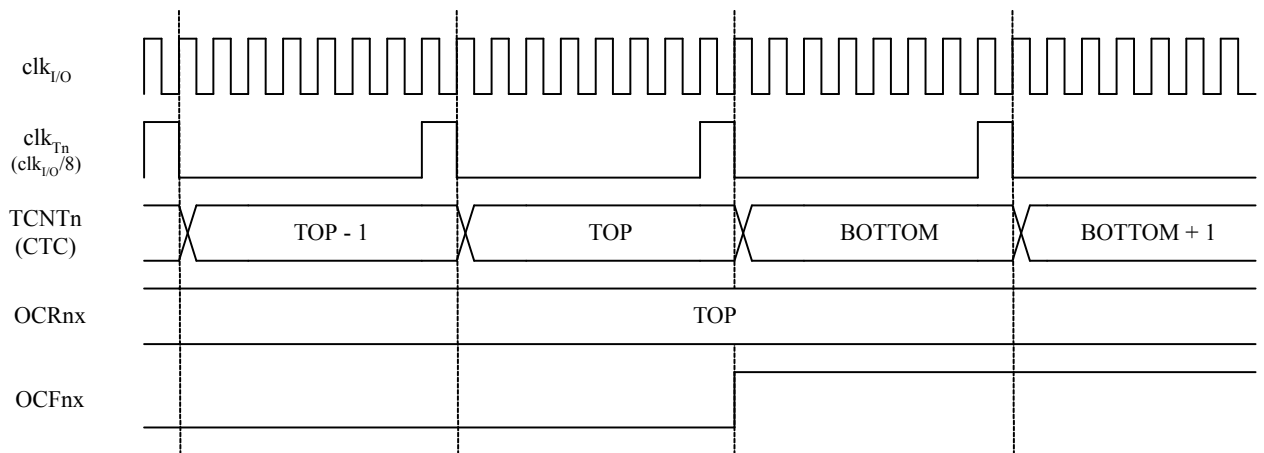 clkI/O
clkTn
(clkI/O/8)
TCNTn
(CTC)
TOP - 1 TOP BOTTOM BOTTOM + 1
OCRnx TOP
OCFnx